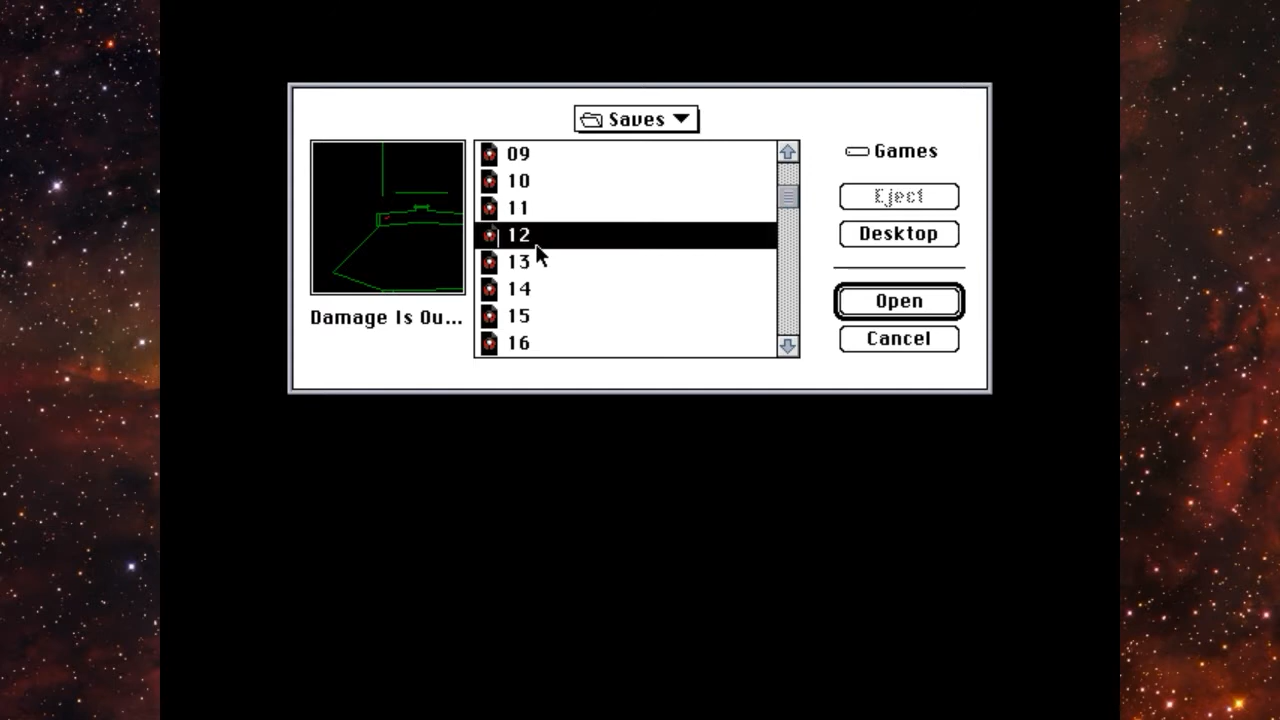 Saves
09
10
11
12
13
14
15
16
Damage Is Ou...
Games
Eject
Desktop
Open
Cancel